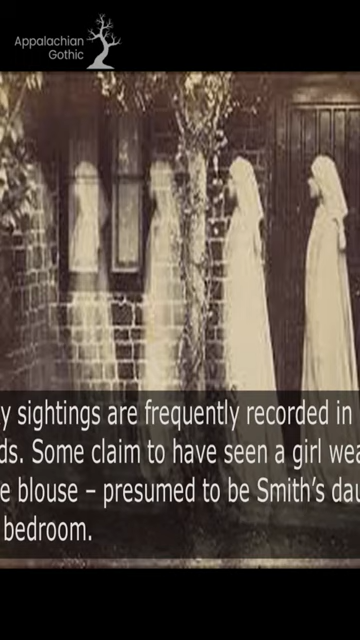 Appalachian
Gothic
y sightings are frequently recorded in
ds. Some claim to have seen a girl wea
e blouse – presumed to be Smith's dau
bedroom.